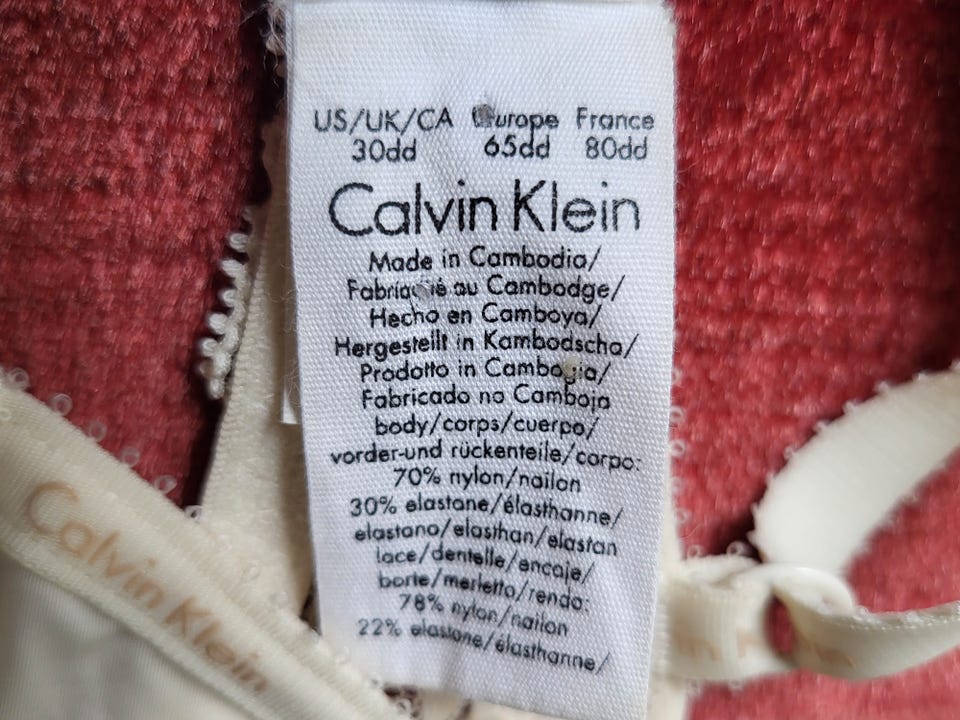 US/UK/CA Europe France
30dd 65dd 80dd
Calvin Klein
Made in Cambodia/
Fabriqué au Cambodge/
Hecho en Camboya/
Hergestellt in Kambodscha/
Prodotto in Cambogia/
Fabricado no Camboja
body/corps/cuerpo/
vorder-und rückenteile/corpo:
70% nylon/nailon
30% elastane/élasthanne/
elastano/elasthan/elastan
lace/dentelle/encaje/
borte/merletto/renda:
78% nylon/nailon
22% elastane/élasthanne/
Calvin Klein